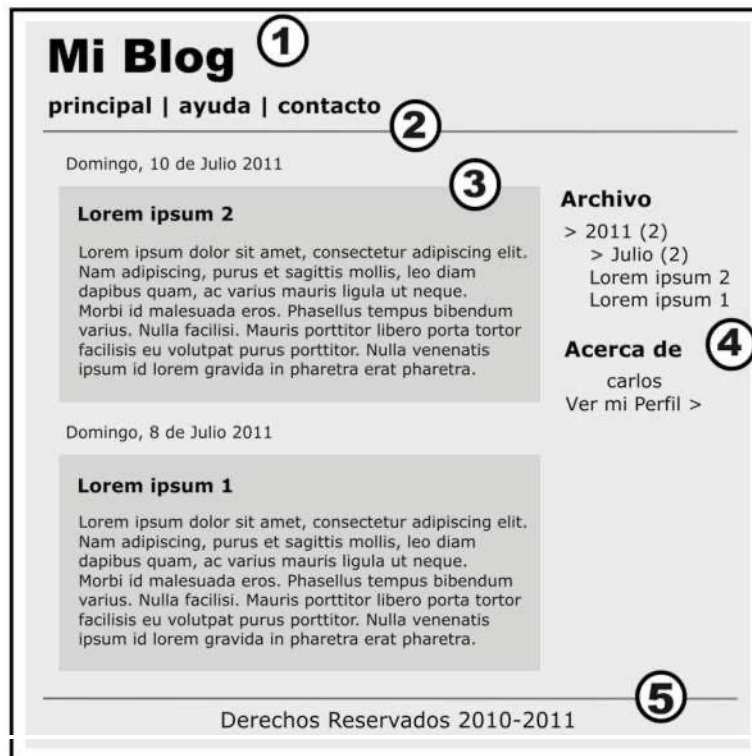 Mi Blog
1
principal | ayuda | contacto
2
Domingo, 10 de Julio 2011
3
Lorem ipsum 2
Lorem ipsum dolor sit amet, consectetur adipiscing elit.
Nam adipiscing, purus et sagittis mollis, leo diam
dapibus quam, ac varius mauris ligula ut neque.
Morbi id malesuada eros. Phasellus tempus bibendum
varius. Nulla facilisi. Mauris porttitor libero porta tortor
facilisis eu volutpat purus porttitor. Nulla venenatis
ipsum id lorem gravida in pharetra erat pharetra.
Domingo, 8 de Julio 2011
Lorem ipsum 1
Lorem ipsum dolor sit amet, consectetur adipiscing elit.
Nam adipiscing, purus et sagittis mollis, leo diam
dapibus quam, ac varius mauris ligula ut neque.
Morbi id malesuada eros. Phasellus tempus bibendum
varius. Nulla facilisi. Mauris porttitor libero porta tortor
facilisis eu volutpat purus porttitor. Nulla venenatis
ipsum id lorem gravida in pharetra erat pharetra.
Archivo
> 2011 (2)
> Julio (2)
Lorem ipsum 2
Lorem ipsum 1
Acerca de
4
carlos
Ver mi Perfil >
5
Derechos Reservados 2010-2011